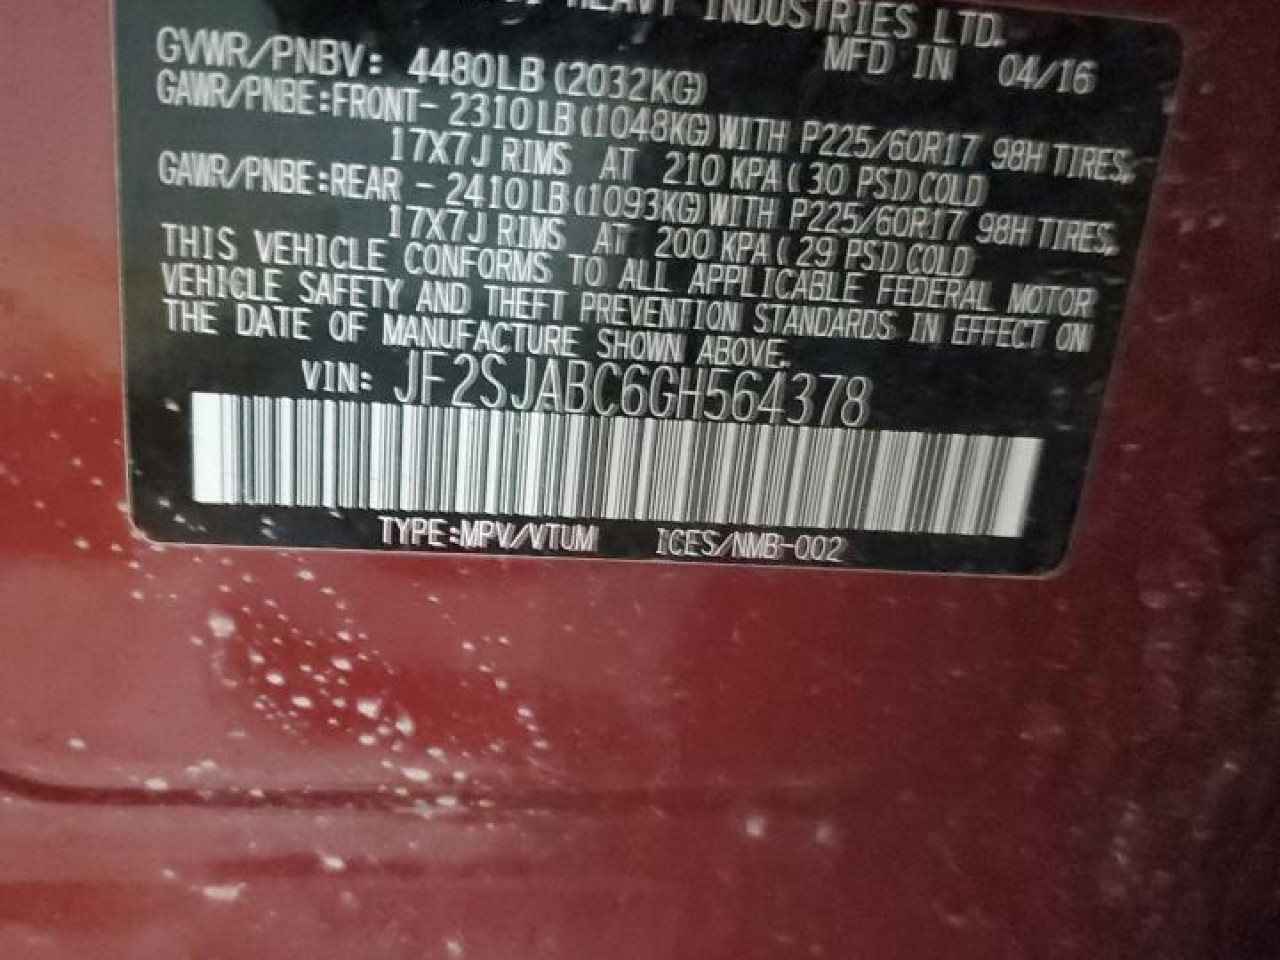 HEAVY INDUSTRIES LTD.
MFD IN 04/16
GVWR/PNBV: 4480LB (2032KG)
GAWR/PNBE:FRONT- 2310LB(1048KG)WITH P225/60R17 98H TIRES,
17X7J RIMS AT 210 KPA( 30 PSI)COLD
GAWR/PNBE:REAR - 2410LB(1093KG)WITH P225/60R17 98H TIRES,
17X7J RIMS AT 200 KPA( 29 PSI)COLD
THIS VEHICLE CONFORMS TO ALL APPLICABLE FEDERAL MOTOR
VEHICLE SAFETY AND THEFT PREVENTION STANDARDS IN EFFECT ON
THE DATE OF MANUFACTURE SHOWN ABOVE.
VIN: JF2SJABC6GH564378
TYPE:MPV/VTUM ICES/NMB-002